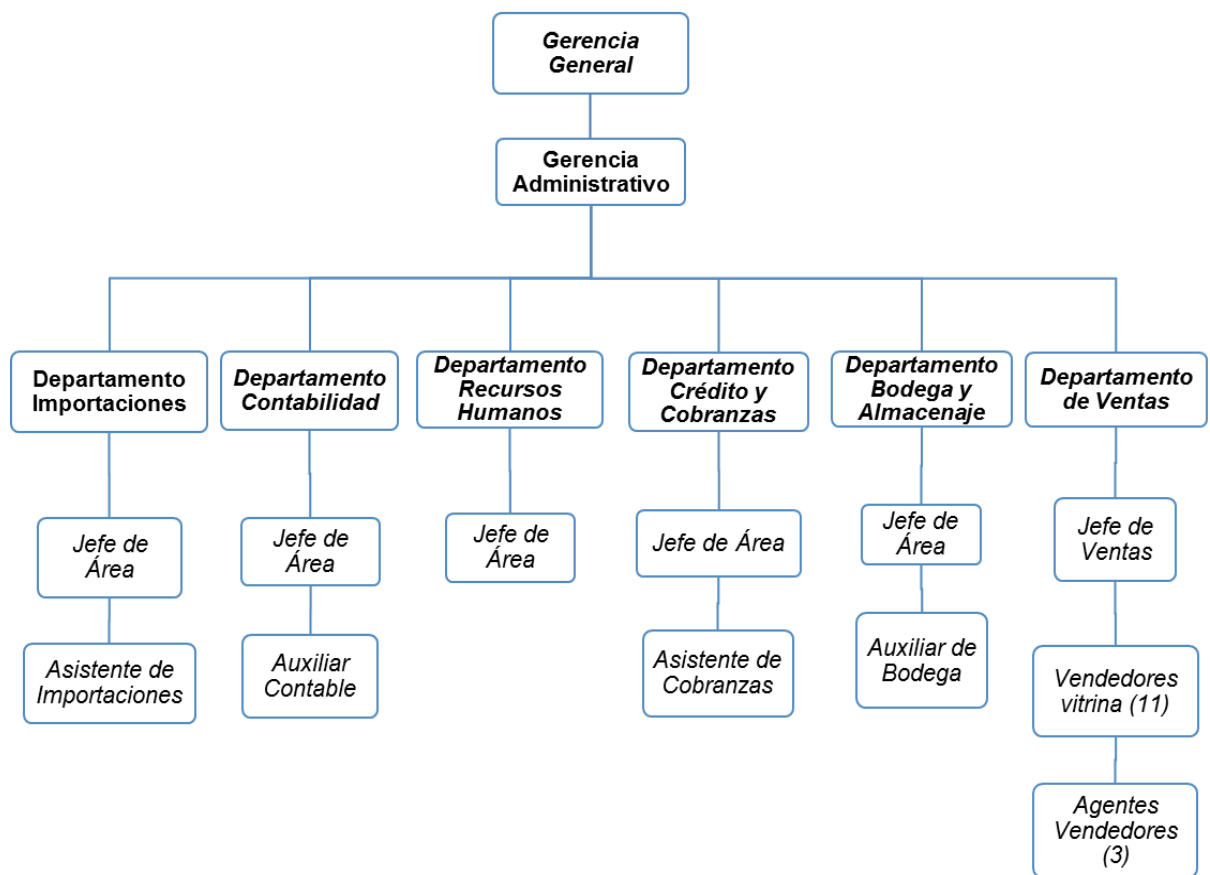 Gerencia
General
Gerencia
Administrativo
Departamento
Importaciones
Departamento
Contabilidad
Departamento
Recursos
Humanos
Departamento
Crédito y
Cobranzas
Departamento
Bodega y
Almacenaje
Departamento
de Ventas
Jefe de
Área
Jefe de
Área
Jefe de
Área
Jefe de Área
Jefe de
Área
Jefe de
Ventas
Asistente de
Importaciones
Auxiliar
Contable
Asistente de
Cobranzas
Auxiliar de
Bodega
Vendedores
vitrina (11)
Agentes
Vendedores
(3)